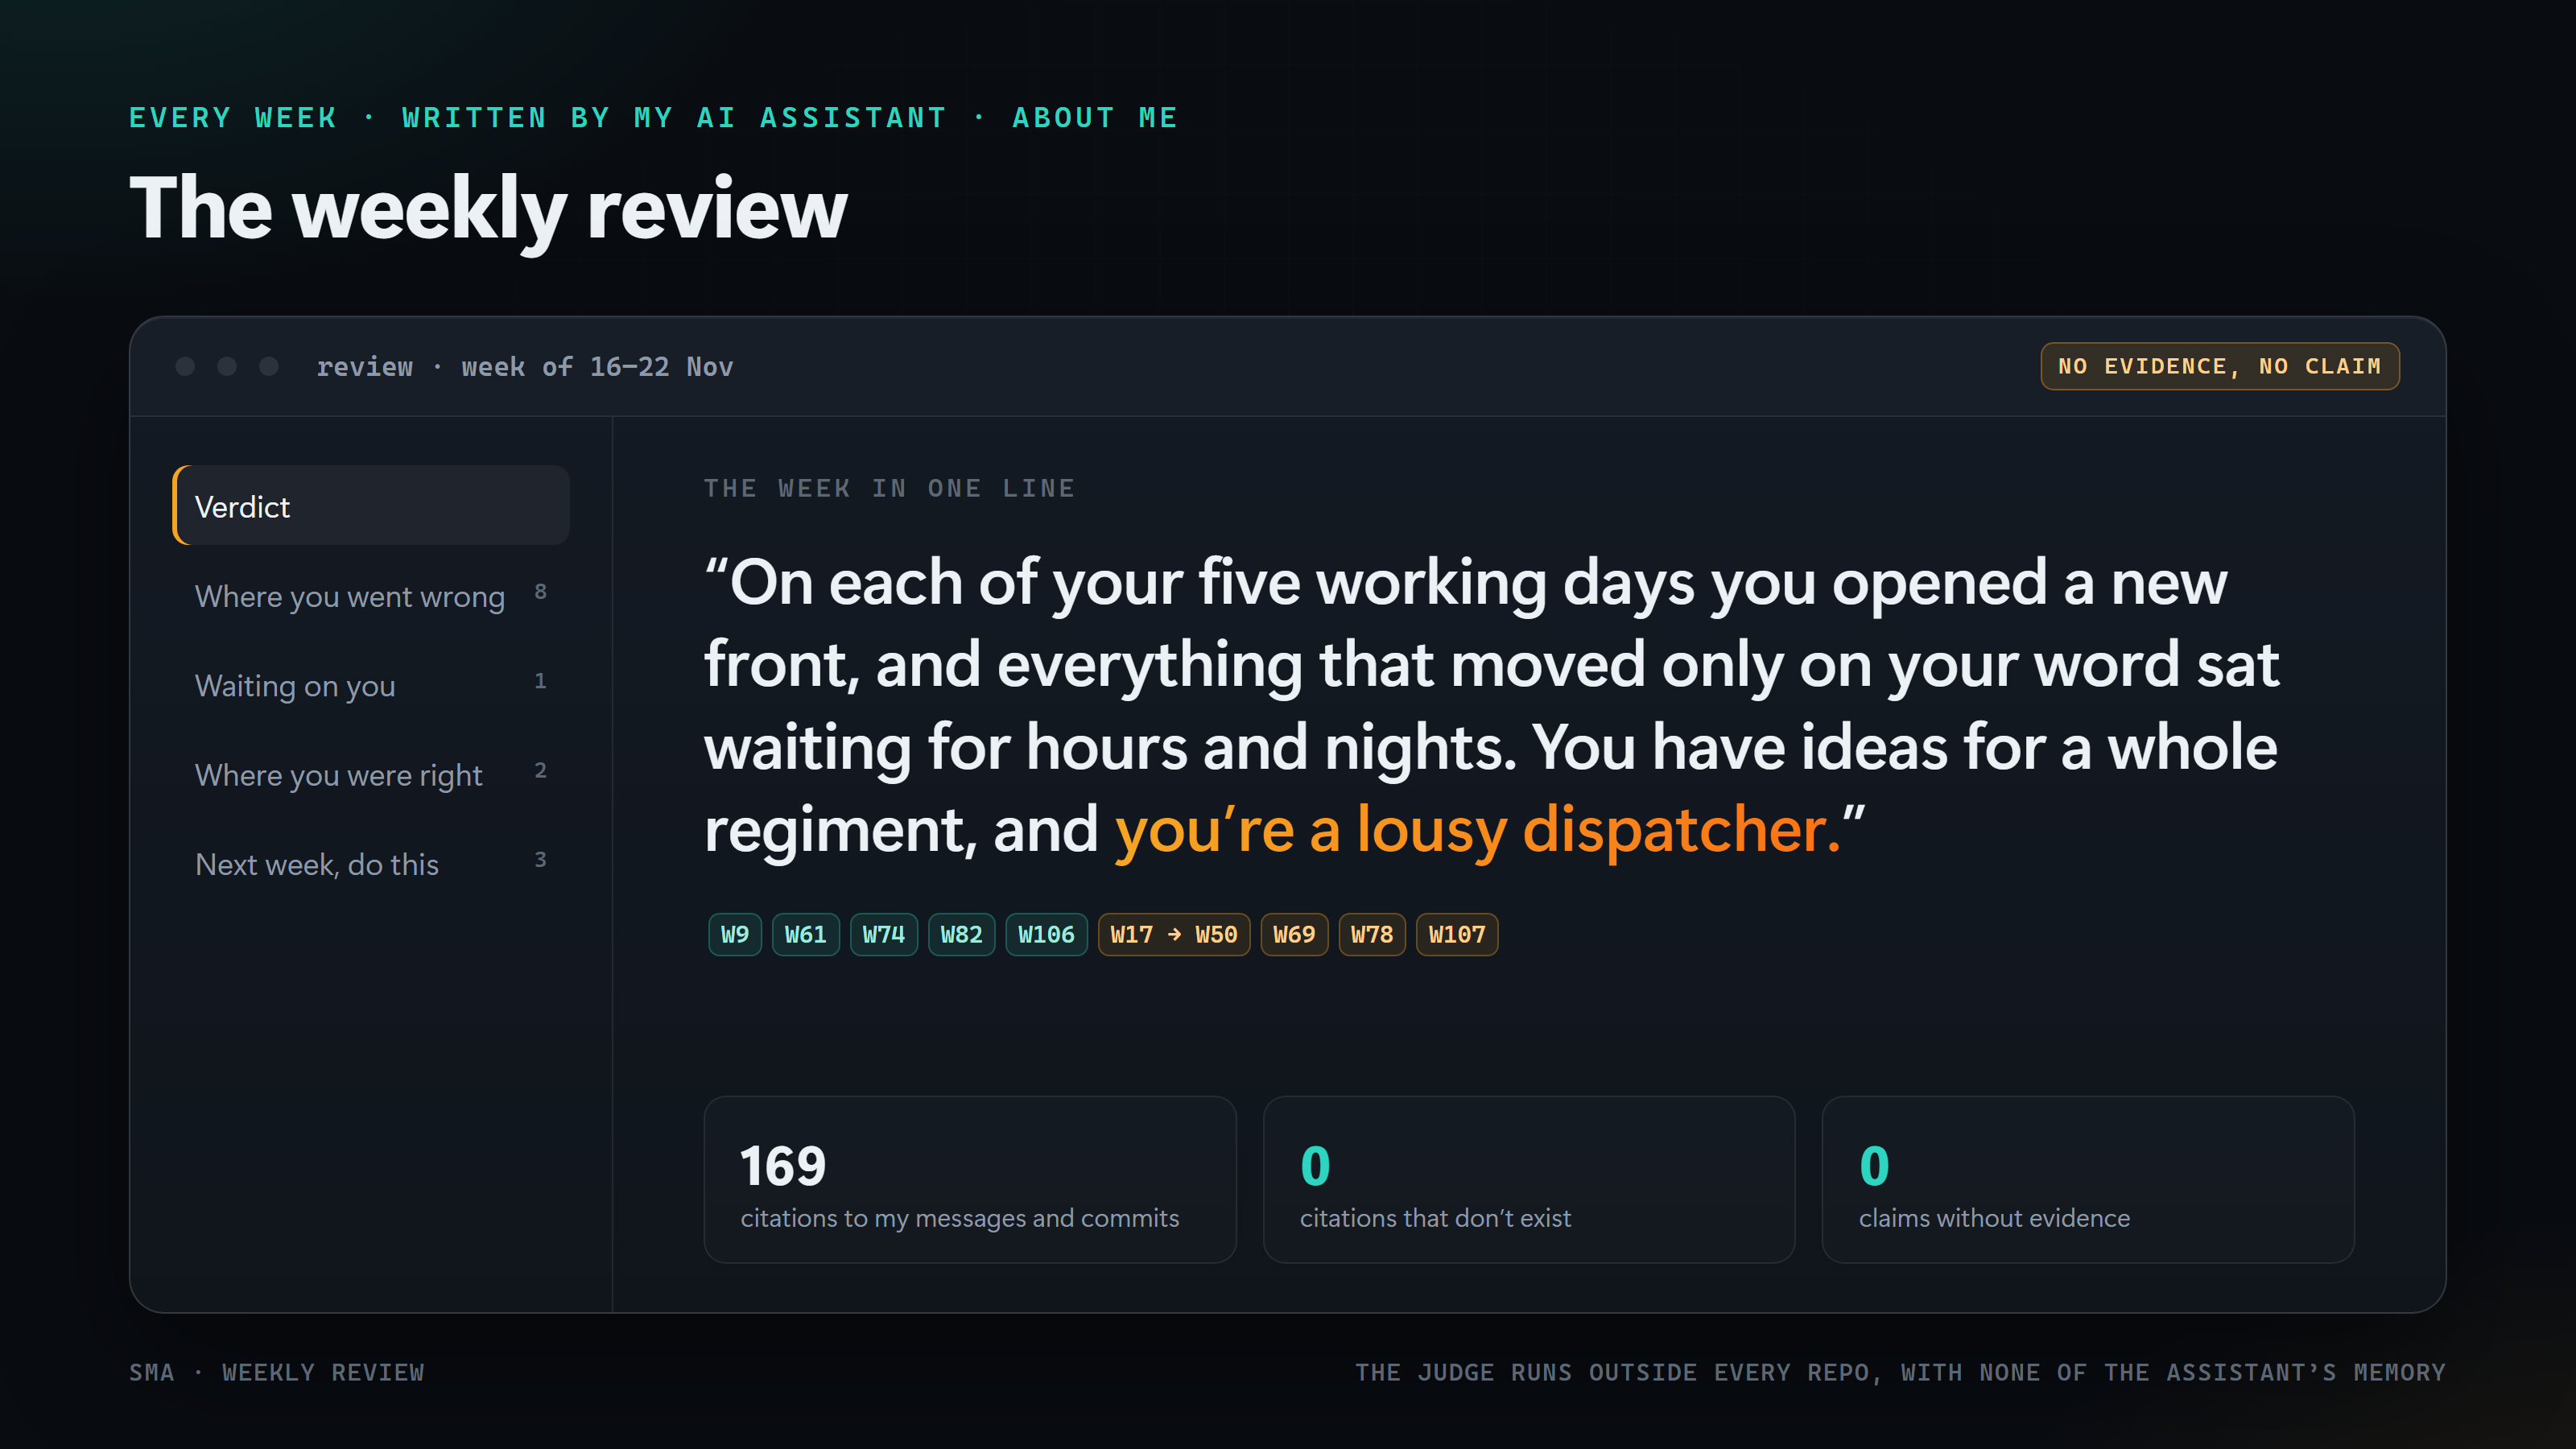 EVERY WEEK · WRITTEN BY MY AI ASSISTANT · ABOUT ME
The weekly review
review · week of 16–22 Nov
NO EVIDENCE, NO CLAIM
Verdict
Where you went wrong 8
Waiting on you 1
Where you were right 2
Next week, do this 3
THE WEEK IN ONE LINE
“On each of your five working days you opened a new
front, and everything that moved only on your word sat
waiting for hours and nights. You have ideas for a whole
regiment, and you’re a lousy dispatcher.”
W9 W61 W74 W82 W106 W17 → W50 W69 W78 W107
169
citations to my messages and commits
0
citations that don’t exist
0
claims without evidence
SMA · WEEKLY REVIEW
THE JUDGE RUNS OUTSIDE EVERY REPO, WITH NONE OF THE ASSISTANT’S MEMORY